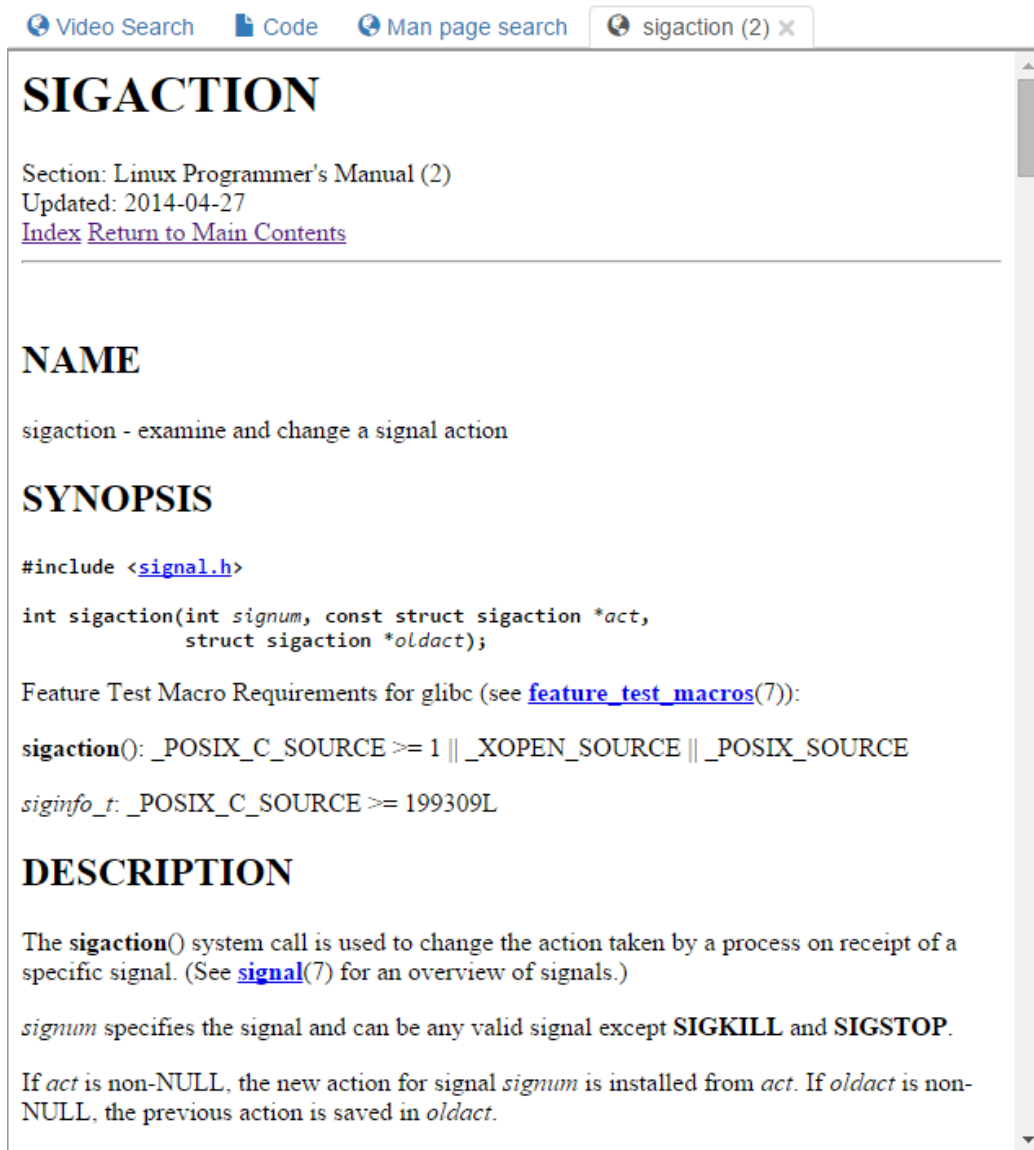 Video Search Code Man page search sigaction (2) ×
SIGACTION
Section: Linux Programmer's Manual (2)
Updated: 2014-04-27
Index Return to Main Contents
NAME
sigaction - examine and change a signal action
SYNOPSIS
#include <signal.h>
int sigaction(int signum, const struct sigaction *act,
struct sigaction *oldact);
Feature Test Macro Requirements for glibc (see feature_test_macros(7)):
sigaction(): _POSIX_C_SOURCE >= 1 || _XOPEN_SOURCE || _POSIX_SOURCE
siginfo_t: _POSIX_C_SOURCE >= 199309L
DESCRIPTION
The sigaction() system call is used to change the action taken by a process on receipt of a
specific signal. (See signal(7) for an overview of signals.)
signum specifies the signal and can be any valid signal except SIGKILL and SIGSTOP.
If act is non-NULL, the new action for signal signum is installed from act. If oldact is non-
NULL, the previous action is saved in oldact.